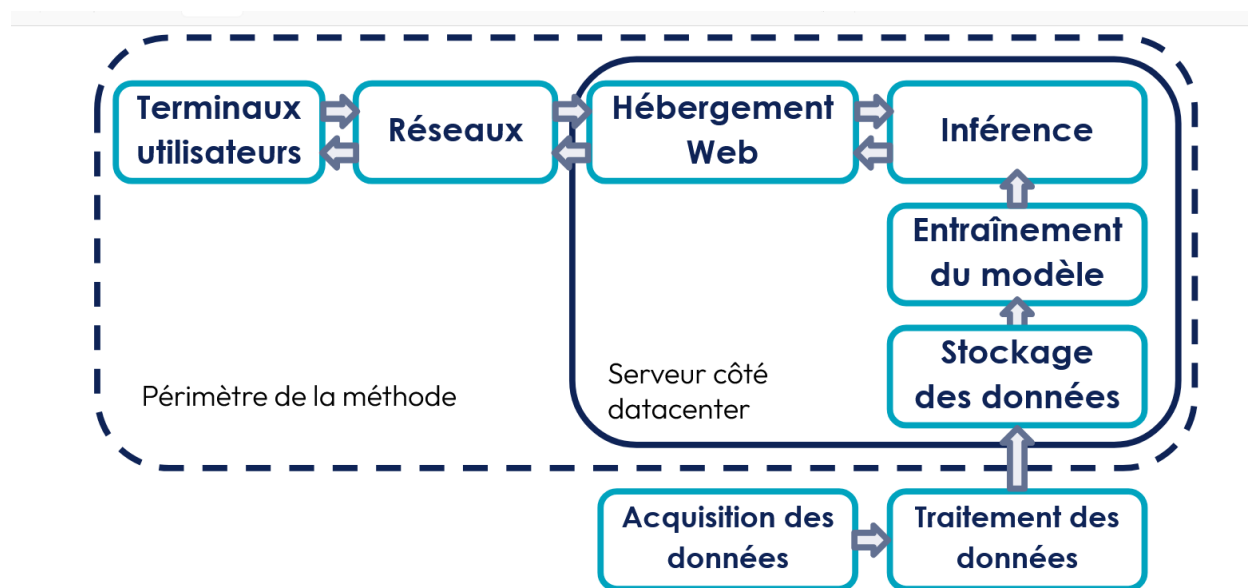 Terminaux
utilisateurs
Réseaux
Hébergement
Web
Inférence
Entraînement
du modèle
Stockage
des données
Périmètre de la méthode
Serveur côté
datacenter
Acquisition des
données
Traitement des
données